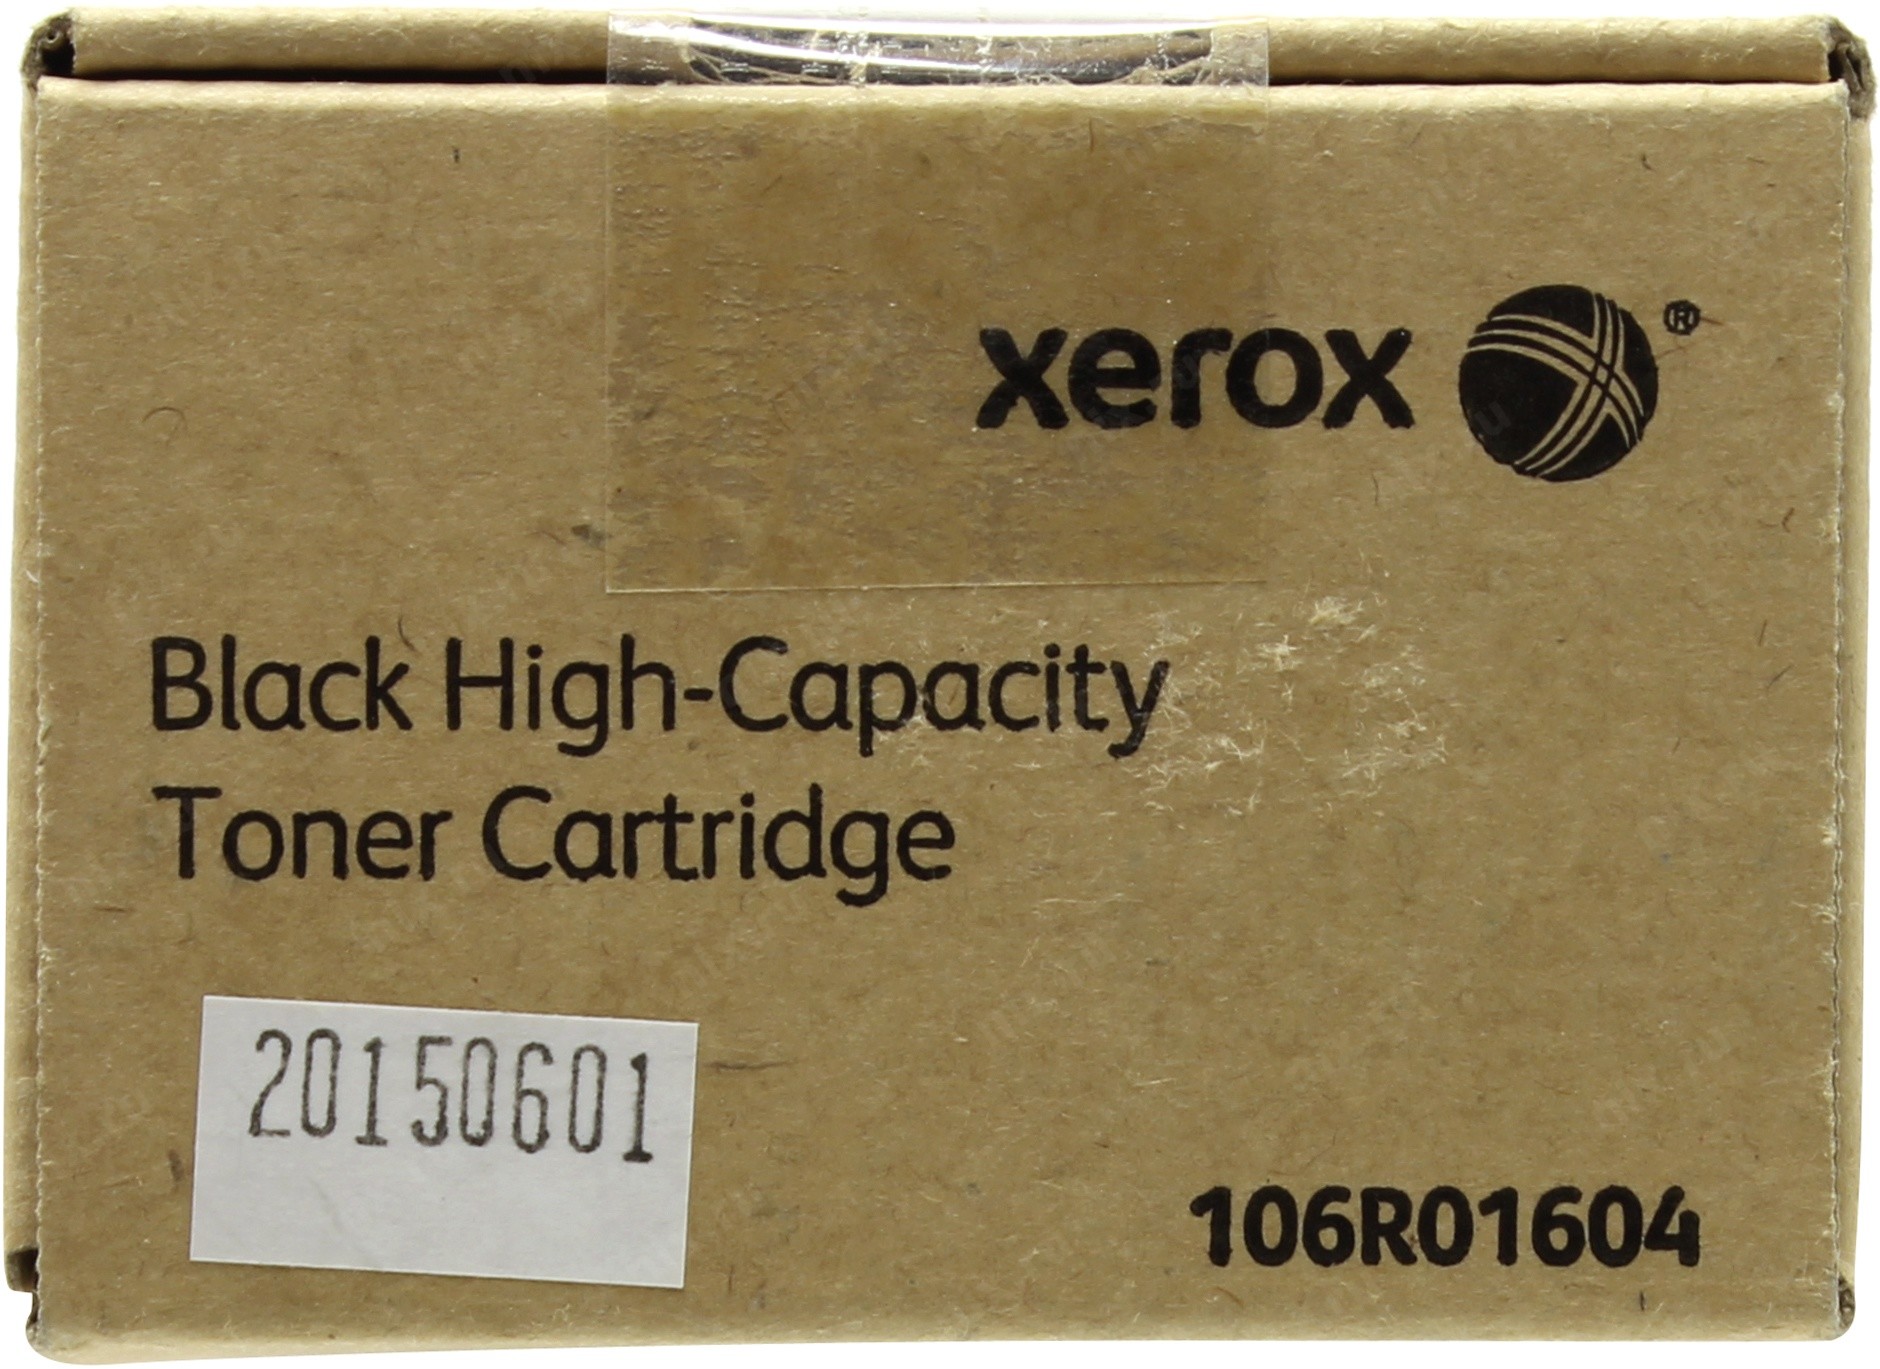 xerox ®
Black High-Capacity
Toner Cartridge
20150601
106R01604